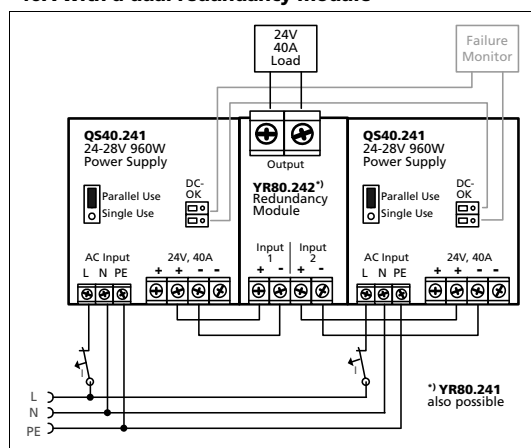 40A with a dual redundancy module
24V
40A
Load
Failure
Monitor
QS40.241
24-28V 960W
Power Supply
DC-
OK
Parallel Use
Single Use
AC Input
L N PE
24V, 40A
+ + - -
Output
YR80.242*)
Redundancy
Module
Input
1
Input
2
+ - + -
QS40.241
24-28V 960W
Power Supply
DC-
OK
Parallel Use
Single Use
AC Input
L N PE
24V, 40A
+ + - -
I
I
L
N
PE
*) YR80.241
also possible